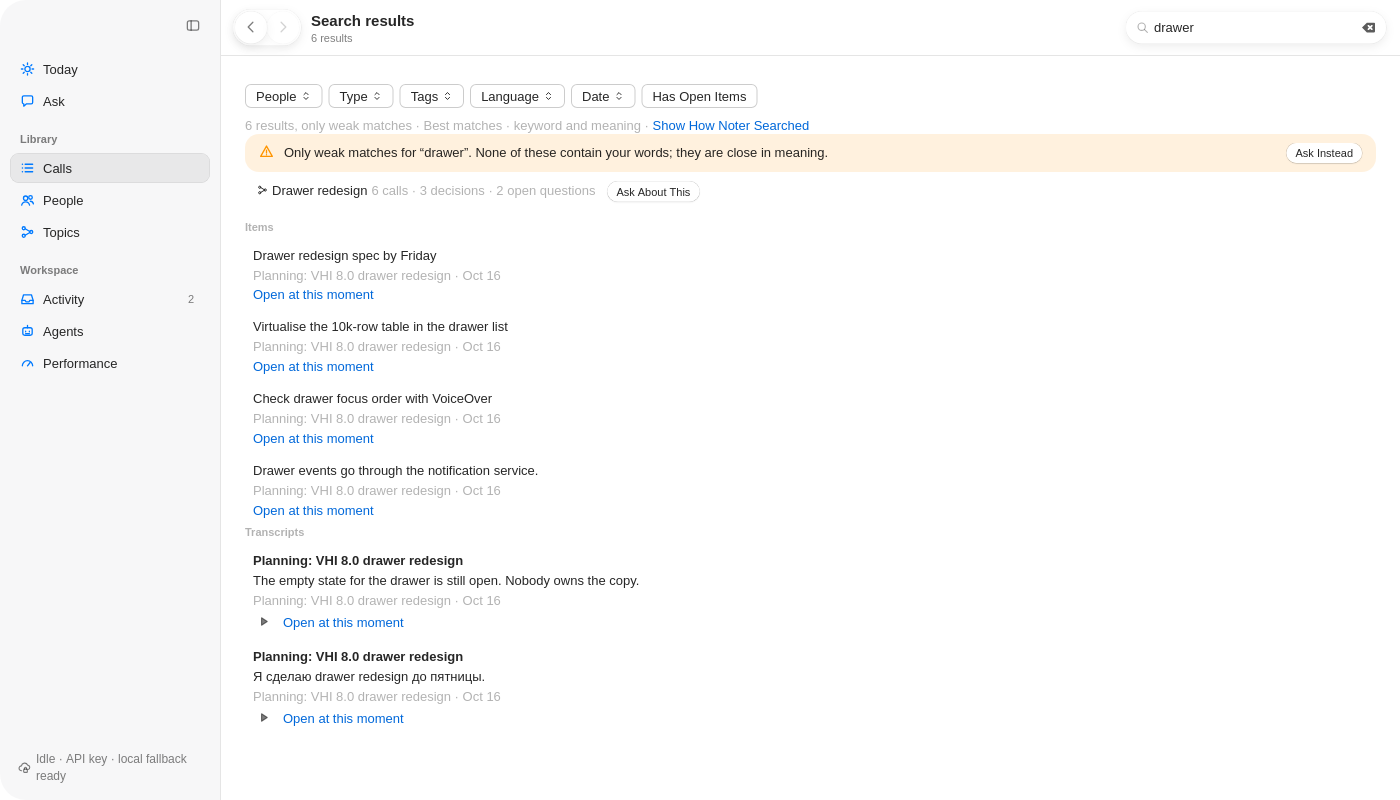 Search results
6 results
drawer
Today
Ask
Library
Calls
People
Topics
Workspace
Activity 2
Agents
Performance
Idle · API key · local fallback
ready
People Type Tags Language Date Has Open Items
6 results, only weak matches · Best matches · keyword and meaning · Show How Noter Searched
Only weak matches for “drawer”. None of these contain your words; they are close in meaning. Ask Instead
Drawer redesign 6 calls · 3 decisions · 2 open questions Ask About This
Items
Drawer redesign spec by Friday
Planning: VHI 8.0 drawer redesign · Oct 16
Open at this moment
Virtualise the 10k-row table in the drawer list
Planning: VHI 8.0 drawer redesign · Oct 16
Open at this moment
Check drawer focus order with VoiceOver
Planning: VHI 8.0 drawer redesign · Oct 16
Open at this moment
Drawer events go through the notification service.
Planning: VHI 8.0 drawer redesign · Oct 16
Open at this moment
Transcripts
Planning: VHI 8.0 drawer redesign
The empty state for the drawer is still open. Nobody owns the copy.
Planning: VHI 8.0 drawer redesign · Oct 16
Open at this moment
Planning: VHI 8.0 drawer redesign
Я сделаю drawer redesign до пятницы.
Planning: VHI 8.0 drawer redesign · Oct 16
Open at this moment